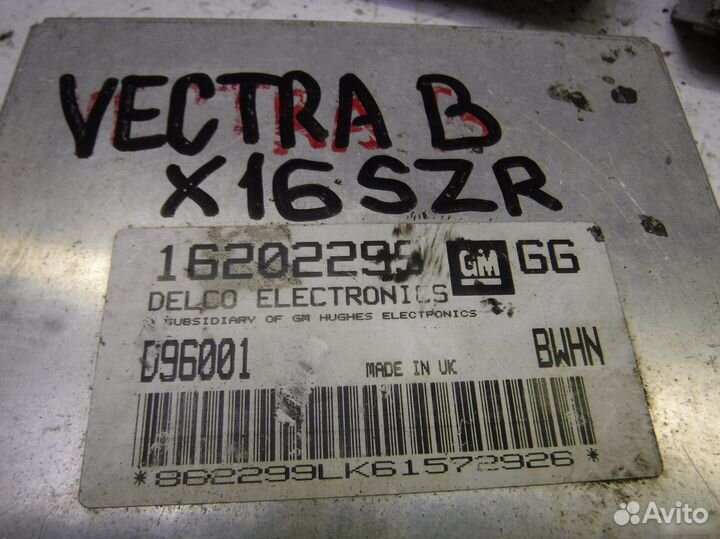 VECTRA B
X16SZR
16202299 GM GG
DELCO ELECTRONICS
SUBSIDIARY OF GM HUGHES ELECTRONICS
D96001 MADE IN UK BWHN
*862299LK61572926*
Avito